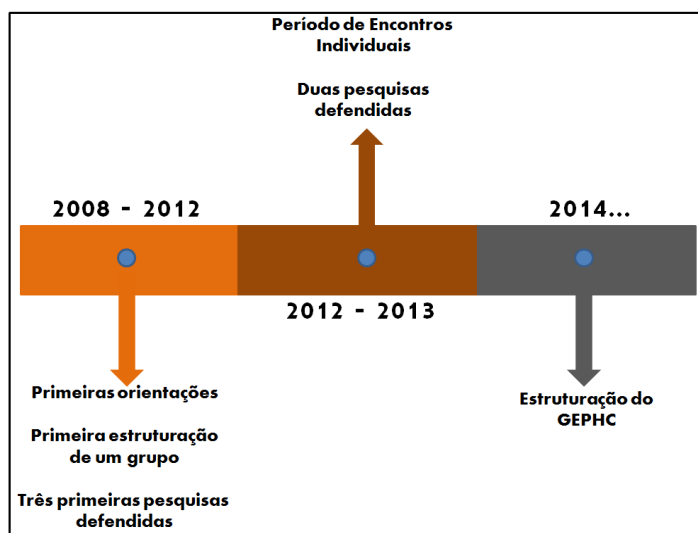 Período de Encontros
Individuais
Duas pesquisas
defendidas
2008 - 2012
2014...
2012 - 2013
Primeiras orientações
Primeira estruturação
de um grupo
Três primeiras pesquisas
defendidas
Estruturação do
GEPHC